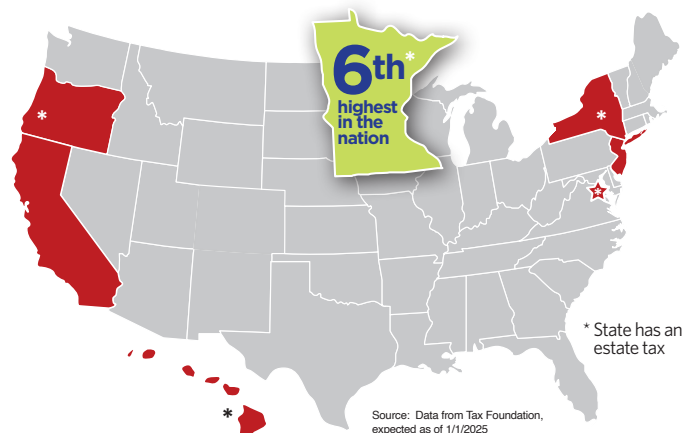 6th*
highest
in the
nation
*
*
*
*
* State has an
estate tax
Source: Data from Tax Foundation,
expected as of 1/1/2025